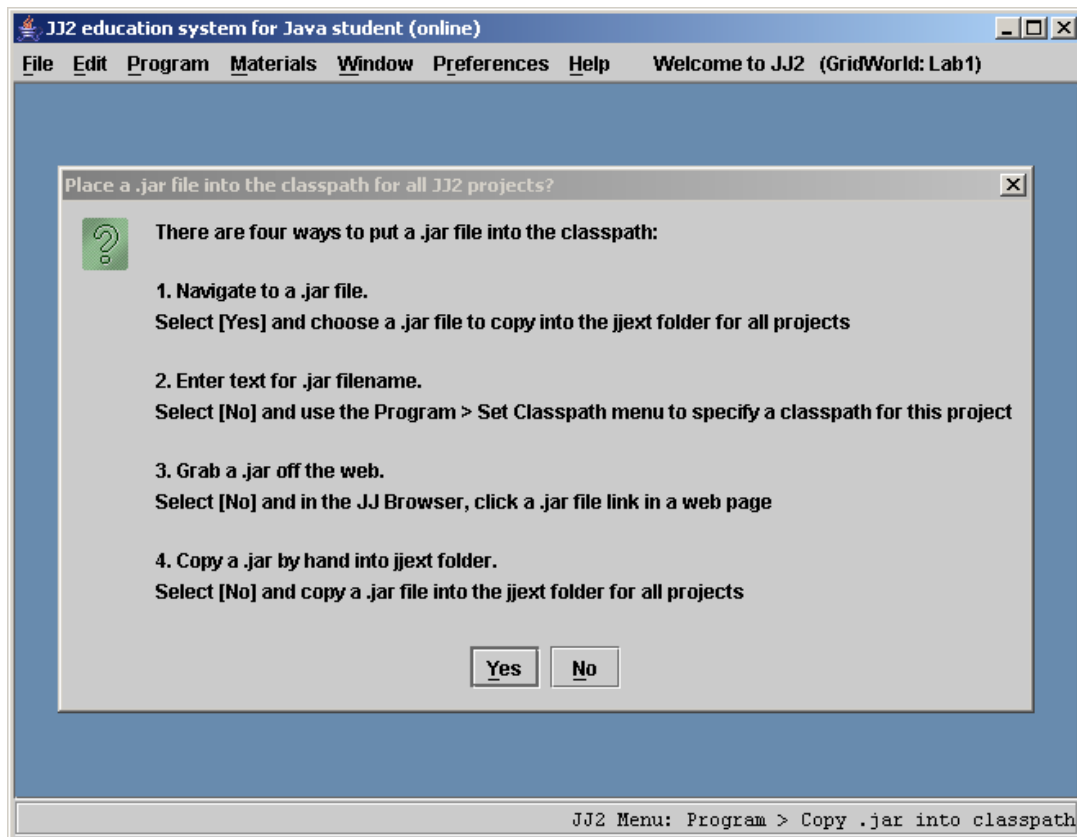 JJ2 education system for Java student (online)
File Edit Program Materials Window Preferences Help Welcome to JJ2 (GridWorld: Lab1)
Place a .jar file into the classpath for all JJ2 projects?
There are four ways to put a .jar file into the classpath:
1. Navigate to a .jar file.
Select [Yes] and choose a .jar file to copy into the jjext folder for all projects
2. Enter text for .jar filename.
Select [No] and use the Program > Set Classpath menu to specify a classpath for this project
3. Grab a .jar off the web.
Select [No] and in the JJ Browser, click a .jar file link in a web page
4. Copy a .jar by hand into jjext folder.
Select [No] and copy a .jar file into the jjext folder for all projects
Yes No
JJ2 Menu: Program > Copy .jar into classpath